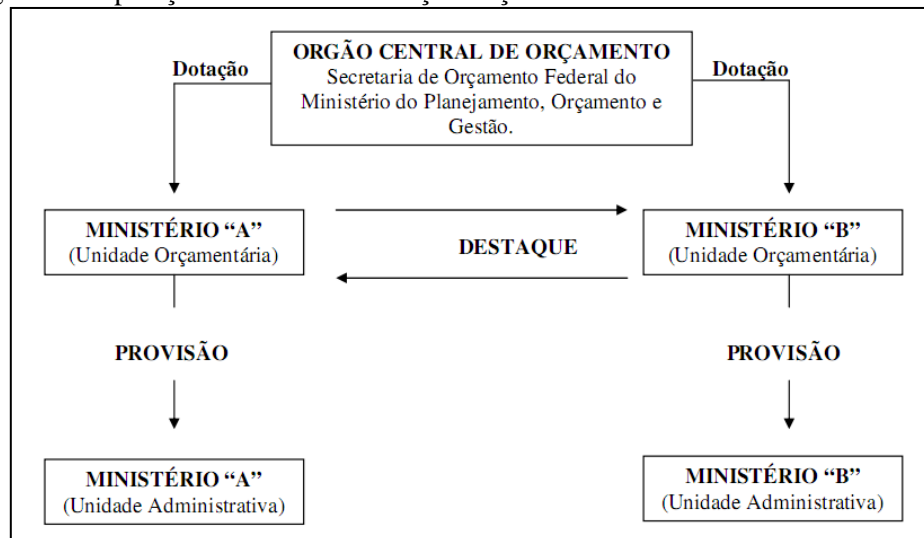 ORGÃO CENTRAL DE ORÇAMENTO
Secretaria de Orçamento Federal do
Ministério do Planejamento, Orçamento e
Gestão.
Dotação
Dotação
MINISTÉRIO “A”
(Unidade Orçamentária)
DESTAQUE
MINISTÉRIO “B”
(Unidade Orçamentária)
PROVISÃO
PROVISÃO
MINISTÉRIO “A”
(Unidade Administrativa)
MINISTÉRIO “B”
(Unidade Administrativa)